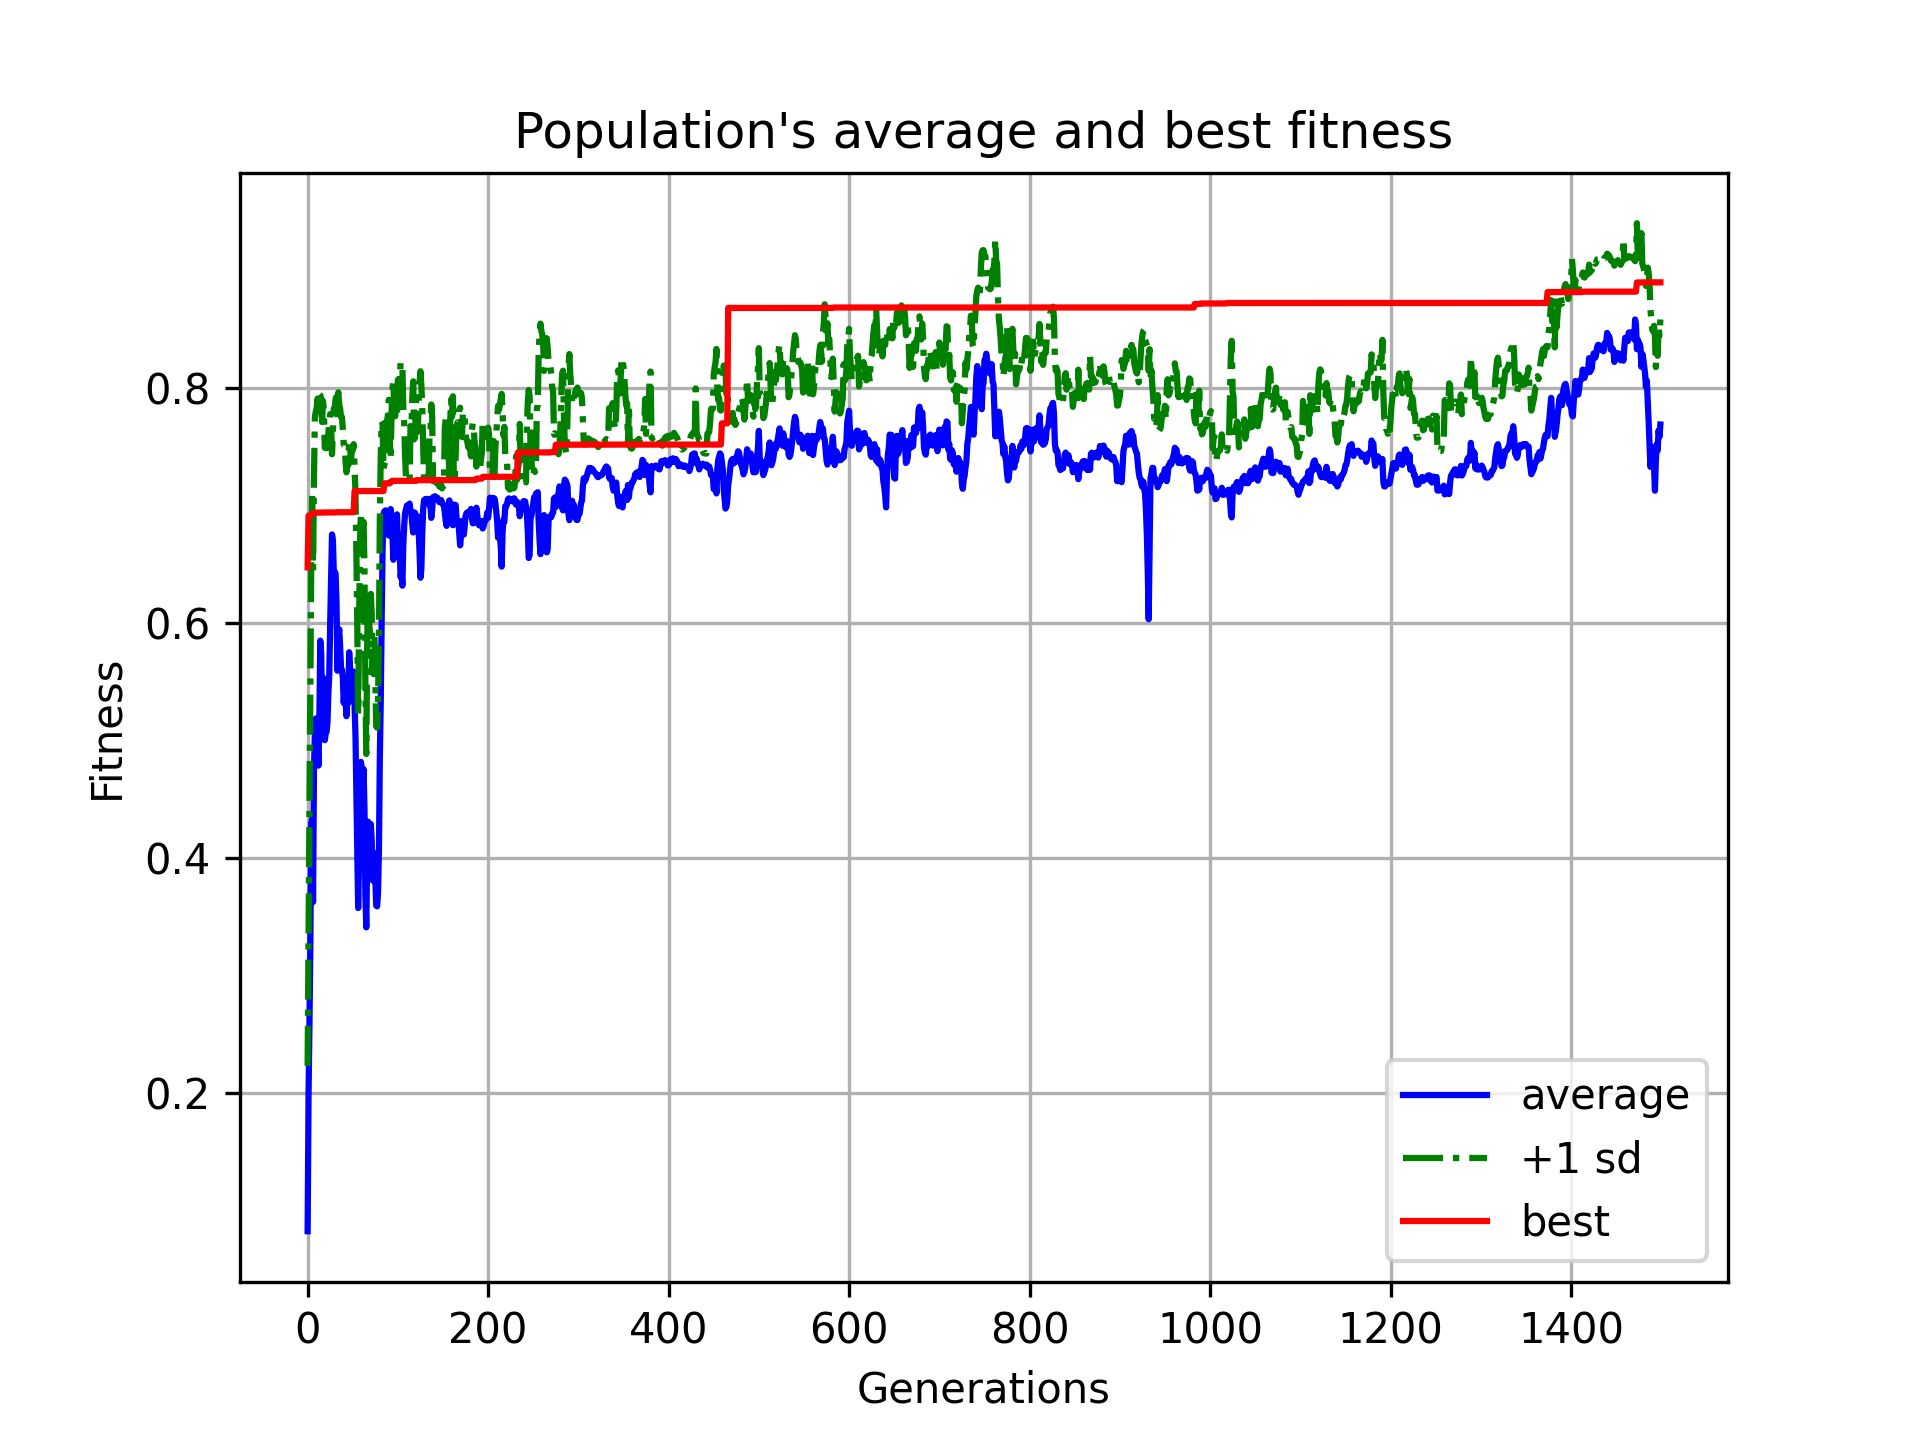 Population's average and best fitness
Fitness
0.8
0.6
0.4
0.2
0 200 400 600 800 1000 1200 1400
Generations
average
+1 sd
best